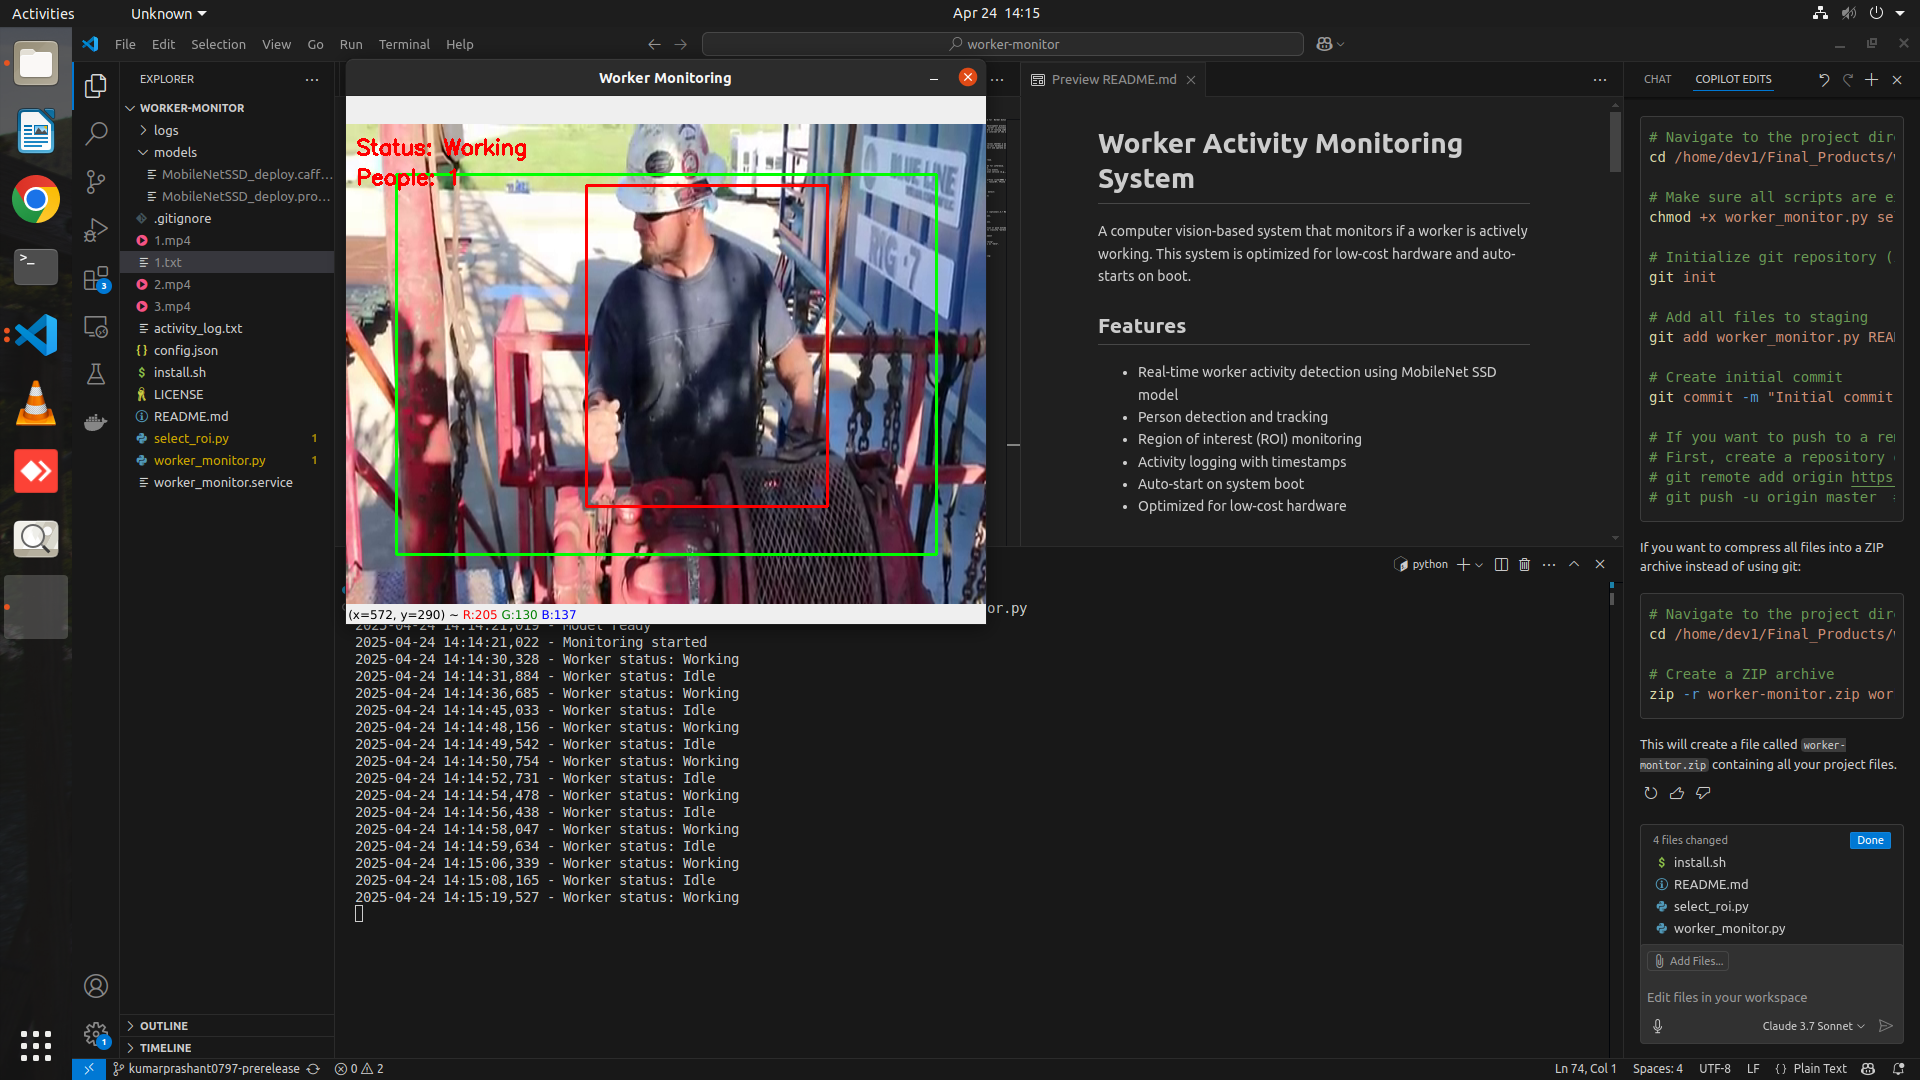 Activities
Unknown
Apr 24 14:15
File Edit Selection View Go Run Terminal Help
worker-monitor
EXPLORER
WORKER-MONITOR
logs
models
MobileNetSSD_deploy.caff...
MobileNetSSD_deploy.pro...
.gitignore
1.mp4
1.txt
2.mp4
3.mp4
activity_log.txt
config.json
install.sh
LICENSE
README.md
select_roi.py 1
worker_monitor.py 1
worker_monitor.service
OUTLINE
TIMELINE
3
1
Worker Monitoring
Status: Working
People: 1
BLUE LINE
RIG - 7
(x=572, y=290) ~ R:205 G:130 B:137
Preview README.md
Worker Activity Monitoring
System
A computer vision-based system that monitors if a worker is actively
working. This system is optimized for low-cost hardware and auto-
starts on boot.
Features
• Real-time worker activity detection using MobileNet SSD
model
• Person detection and tracking
• Region of interest (ROI) monitoring
• Activity logging with timestamps
• Auto-start on system boot
• Optimized for low-cost hardware
python
or.py
2025-04-24 14:14:21,019 - Model ready
2025-04-24 14:14:21,022 - Monitoring started
2025-04-24 14:14:30,328 - Worker status: Working
2025-04-24 14:14:31,884 - Worker status: Idle
2025-04-24 14:14:36,685 - Worker status: Working
2025-04-24 14:14:45,033 - Worker status: Idle
2025-04-24 14:14:48,156 - Worker status: Working
2025-04-24 14:14:49,542 - Worker status: Idle
2025-04-24 14:14:50,754 - Worker status: Working
2025-04-24 14:14:52,731 - Worker status: Idle
2025-04-24 14:14:54,478 - Worker status: Working
2025-04-24 14:14:56,438 - Worker status: Idle
2025-04-24 14:14:58,047 - Worker status: Working
2025-04-24 14:14:59,634 - Worker status: Idle
2025-04-24 14:15:06,339 - Worker status: Working
2025-04-24 14:15:08,165 - Worker status: Idle
2025-04-24 14:15:19,527 - Worker status: Working
CHAT
COPILOT EDITS
# Navigate to the project dire
cd /home/dev1/Final_Products/w
# Make sure all scripts are e
chmod +x worker_monitor.py se
# Initialize git repository (
git init
# Add all files to staging
git add worker_monitor.py REA
# Create initial commit
git commit -m "Initial commit
# If you want to push to a re
# First, create a repository
# git remote add origin https
# git push -u origin master
If you want to compress all files into a ZIP
archive instead of using git:
# Navigate to the project dire
cd /home/dev1/Final_Products/w
# Create a ZIP archive
zip -r worker-monitor.zip wor
This will create a file called worker-
monitor.zip containing all your project files.
4 files changed
Done
install.sh
README.md
select_roi.py
worker_monitor.py
Add Files...
Edit files in your workspace
Claude 3.7 Sonnet
kumarprashant0797-prerelease
0 2
Ln 74, Col 1
Spaces: 4
UTF-8
LF
{ } Plain Text